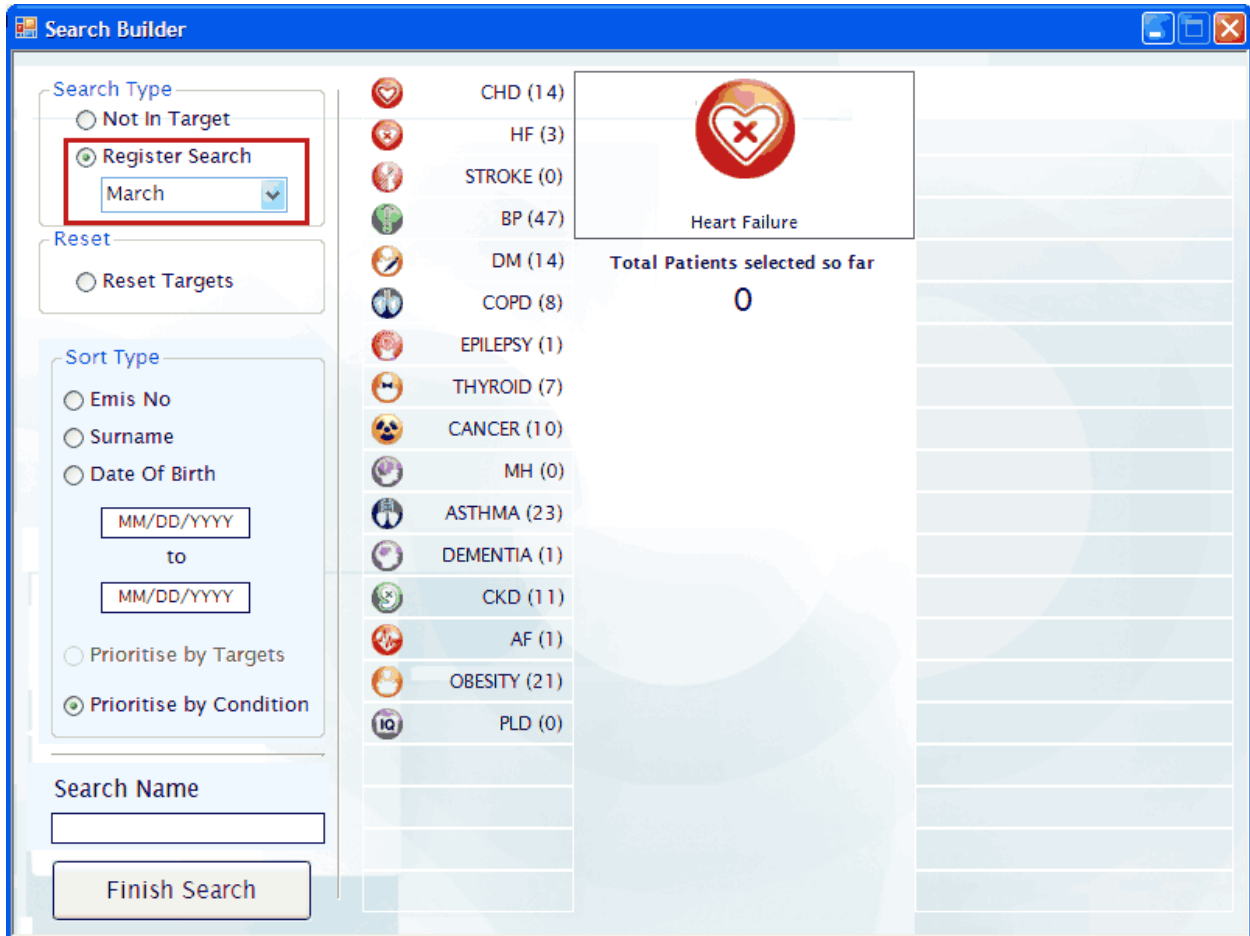 Search Builder
Search Type
Not In Target
Register Search
March
Reset
Reset Targets
Sort Type
Emis No
Surname
Date Of Birth
MM/DD/YYYY
to
MM/DD/YYYY
Prioritise by Targets
Prioritise by Condition
Search Name
Finish Search
CHD (14)
HF (3)
STROKE (0)
BP (47)
DM (14)
COPD (8)
EPILEPSY (1)
THYROID (7)
CANCER (10)
MH (0)
ASTHMA (23)
DEMENTIA (1)
CKD (11)
AF (1)
OBESITY (21)
IQ PLD (0)
Heart Failure
Total Patients selected so far
0